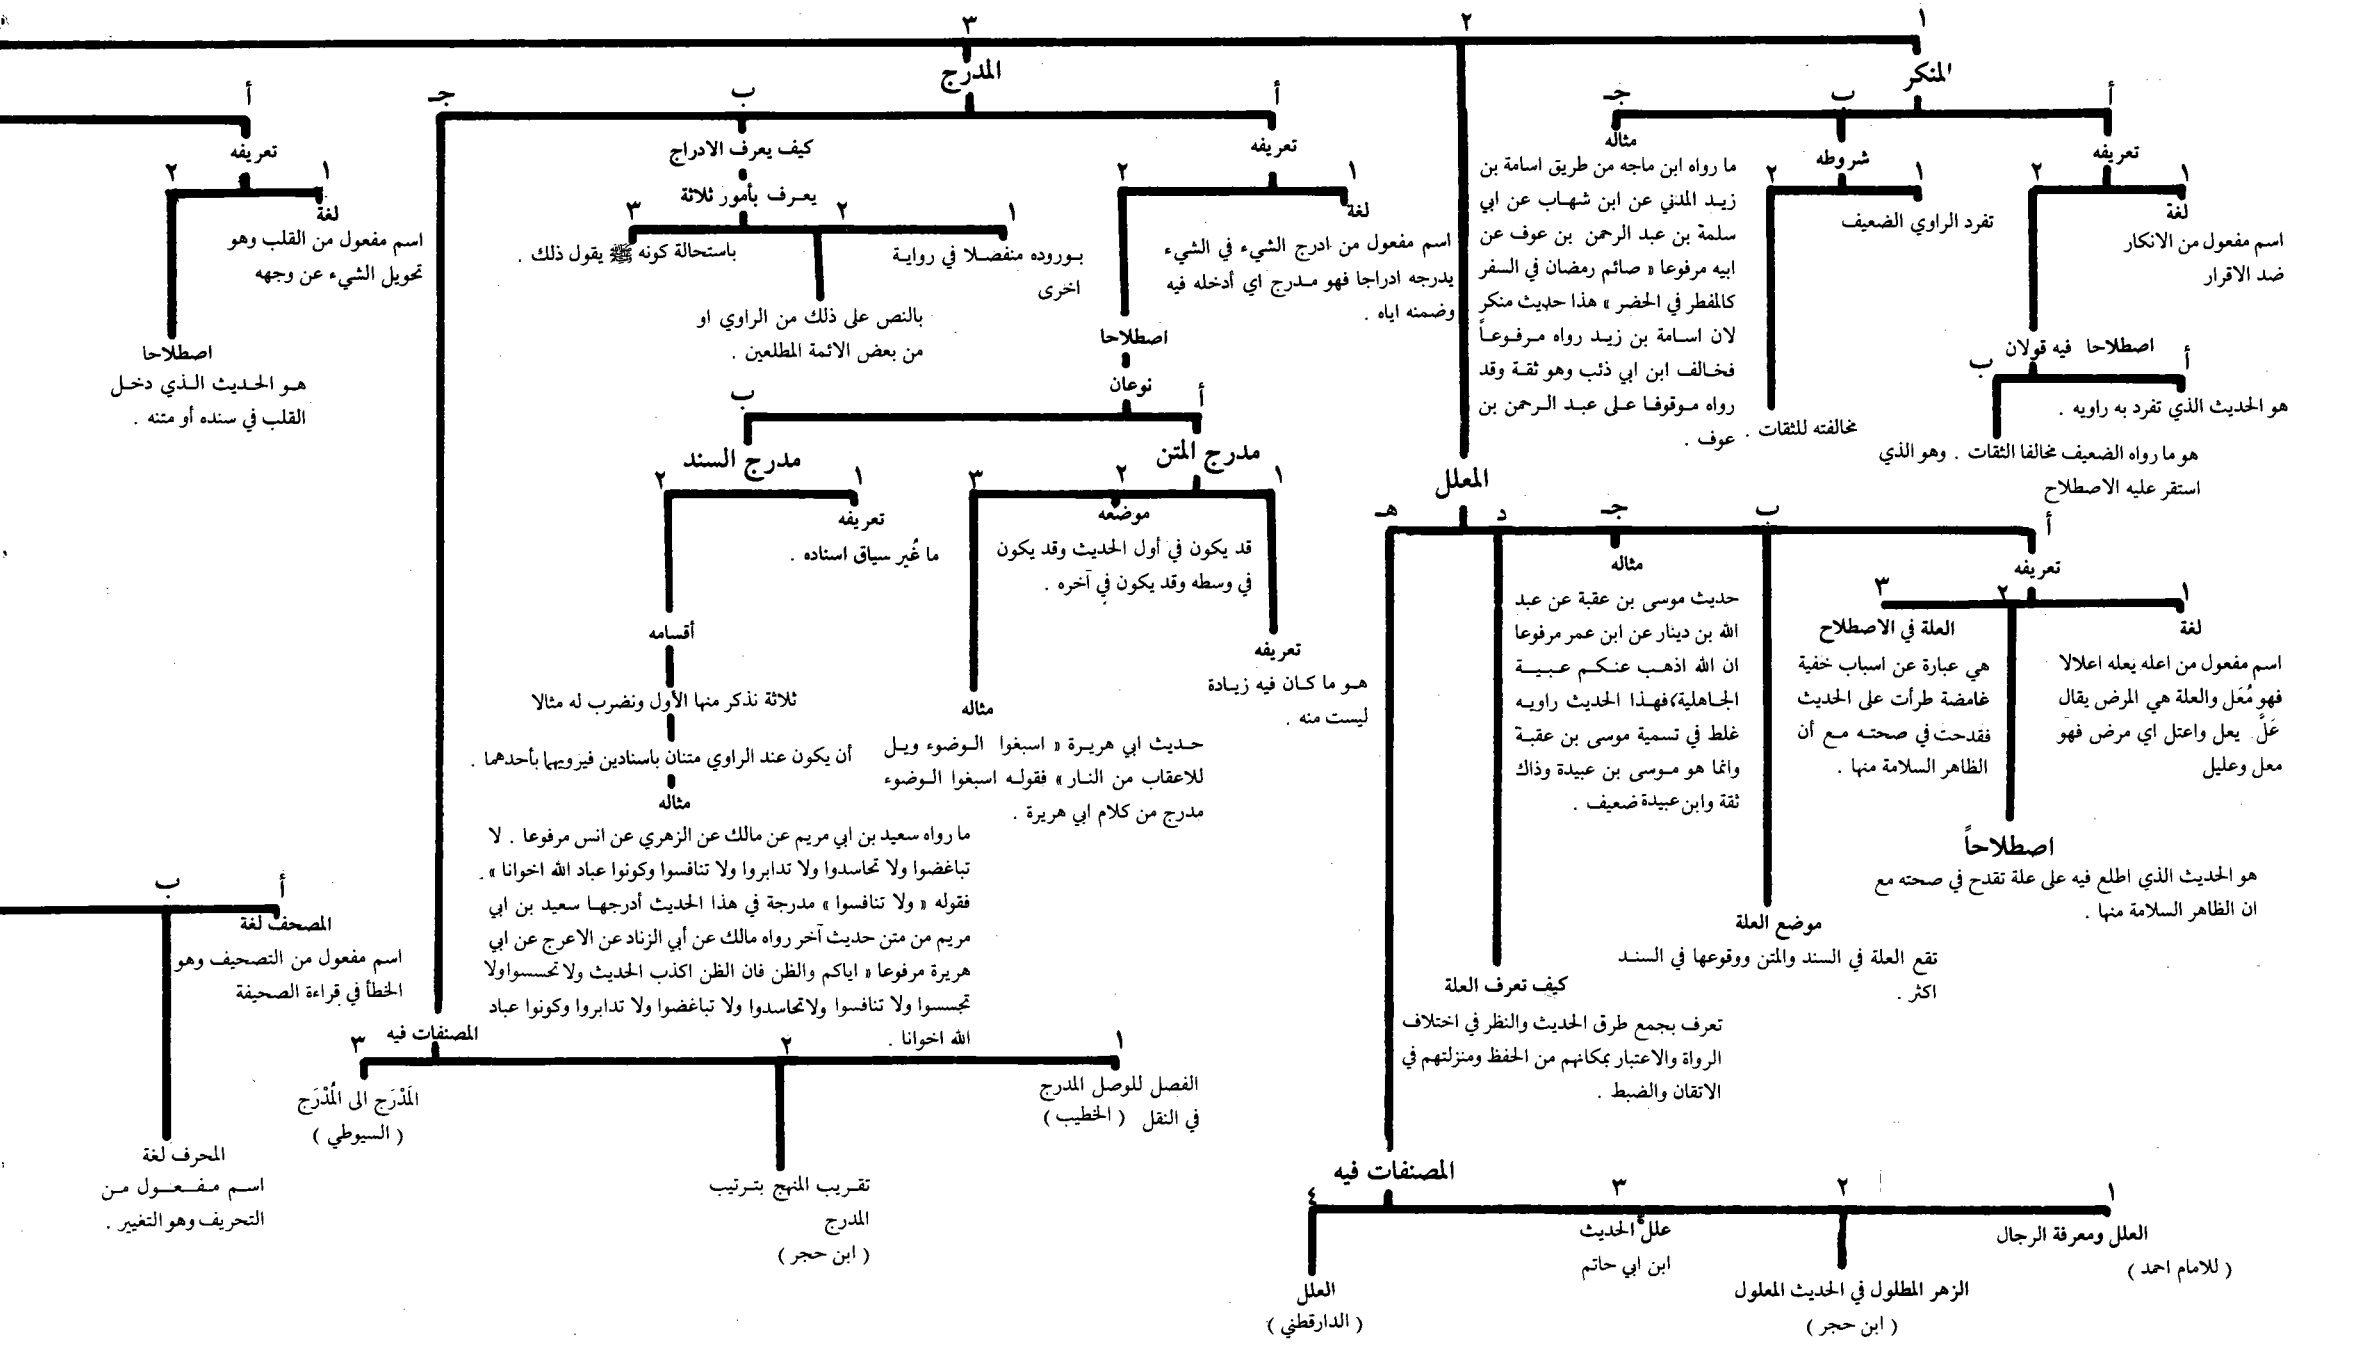 ١
٢
٣
المنكر
أ
ب
جـ
تعريفه
١
٢
لغة
اسم مفعول من الانكار
ضد الاقرار
اصطلاحا فيه قولان
أ
ب
هو الحديث الذي تفرد به راويه .
هو ما رواه الضعيف مخالفا الثقات . وهو الذي
استقر عليه الاصطلاح
شروطه
١
٢
تفرد الراوي الضعيف
مخالفته للثقات .
مثاله
ما رواه ابن ماجه من طريق اسامة بن
زيد المدني عن ابن شهاب عن ابي
سلمة بن عبد الرحمن بن عوف عن
ابيه مرفوعا « صائم رمضان في السفر
كالمفطر في الحضر » هذا حديث منكر
لان اسامة بن زيد رواه مرفوعاً
فخالف ابن ابي ذئب وهو ثقة وقد
رواه موقوفا على عبد الرحمن بن
عوف .
المعلل
أ
ب
جـ
د
هـ
تعريفه
١
٢
٣
لغة
اسم مفعول من اعله يعله اعلالا
فهو مُعَل والعلة هي المرض يقال
عَلَّ يعل واعتل اي مرض فهو
معل وعليل
اصطلاحاً
هو الحديث الذي اطلع فيه على علة تقدح في صحته مع
ان الظاهر السلامة منها .
العلة في الاصطلاح
هي عبارة عن اسباب خفية
غامضة طرأت على الحديث
فقدحت في صحته مع أن
الظاهر السلامة منها .
موضع العلة
تقع العلة في السند والمتن ووقوعها في السند
اكثر .
مثاله
حديث موسى بن عقبة عن عبد
الله بن دينار عن ابن عمر مرفوعا
ان الله اذهب عنكم عبية
الجاهلية، فهذا الحديث راويه
غلط في تسمية موسى بن عقبة
وانما هو موسى بن عبيدة وذاك
ثقة وابن عبيدة ضعيف .
كيف تعرف العلة
تعرف بجمع طرق الحديث والنظر في اختلاف
الرواة والاعتبار بمكانهم من الحفظ ومنزلتهم في
الاتقان والضبط .
المصنفات فيه
١
٢
٣
٤
العلل ومعرفة الرجال
( للامام احمد )
الزهر المطلول في الحديث المعلول
( ابن حجر )
علل الحديث
ابن ابي حاتم
العلل
( الدارقطني )
المدرج
أ
ب
جـ
تعريفه
١
٢
لغة
اسم مفعول من ادرج الشيء في الشيء
يدرجه ادراجا فهو مدرج اي أدخله فيه
وضمنه اياه .
اصطلاحا
نوعان
أ
ب
مدرج المتن
١
٢
٣
تعريفه
هو ما كان فيه زيادة
ليست منه .
موضعه
قد يكون في أول الحديث وقد يكون
في وسطه وقد يكون في آخره .
مثاله
حديث ابي هريرة « اسبغوا الوضوء ويل
للاعقاب من النار » فقوله اسبغوا الوضوء
مدرج من كلام ابي هريرة .
مدرج السند
١
٢
تعريفه
ما غُير سياق اسناده .
أقسامه
ثلاثة نذكر منها الأول ونضرب له مثالا
أن يكون عند الراوي متنان باسنادين فيرويهما بأحدهما .
مثاله
ما رواه سعيد بن ابي مريم عن مالك عن الزهري عن انس مرفوعا . لا
تباغضوا ولا تحاسدوا ولا تدابروا ولا تنافسوا وكونوا عباد الله اخوانا » .
فقوله « ولا تنافسوا » مدرجة في هذا الحديث أدرجها سعيد بن ابي
مريم من متن حديث آخر رواه مالك عن أبي الزناد عن الاعرج عن ابي
هريرة مرفوعا « اياكم والظن فان الظن اكذب الحديث ولا تحسسوا ولا
تجسسوا ولا تنافسوا ولا تحاسدوا ولا تباغضوا ولا تدابروا وكونوا عباد
الله اخوانا .
كيف يعرف الادراج
يعرف بأمور ثلاثة
١
٢
٣
بوروده منفصلا في رواية
اخرى
بالنص على ذلك من الراوي او
من بعض الائمة المطلعين .
باستحالة كونه ﷺ يقول ذلك .
المصنفات فيه
١
٢
٣
الفصل للوصل المدرج
في النقل ( الخطيب )
تقريب المنهج بترتيب
المدرج
( ابن حجر )
المَدْرَج الى المُدْرَج
( السيوطي )
أ
تعريفه
١
٢
لغة
اسم مفعول من القلب وهو
تحويل الشيء عن وجهه
اصطلاحا
هو الحديث الذي دخل
القلب في سنده أو متنه .
أ
ب
المصحف لغة
اسم مفعول من التصحيف وهو
الخطأ في قراءة الصحيفة
المحرف لغة
اسم مفعول من
التحريف وهو التغيير .